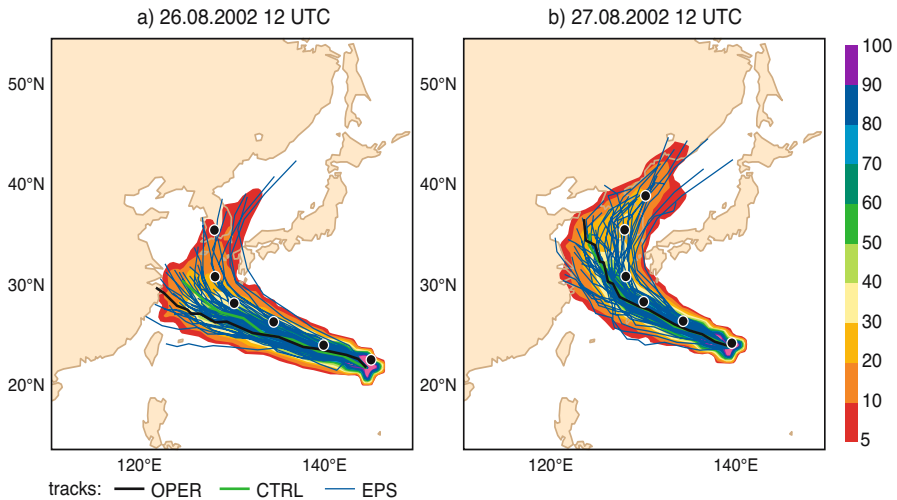 a) 26.08.2002 12 UTC
b) 27.08.2002 12 UTC
50°N
40°N
30°N
20°N
120°E
140°E
50°N
40°N
30°N
20°N
120°E
140°E
100
90
80
70
60
50
40
30
20
10
5
tracks: OPER CTRL EPS